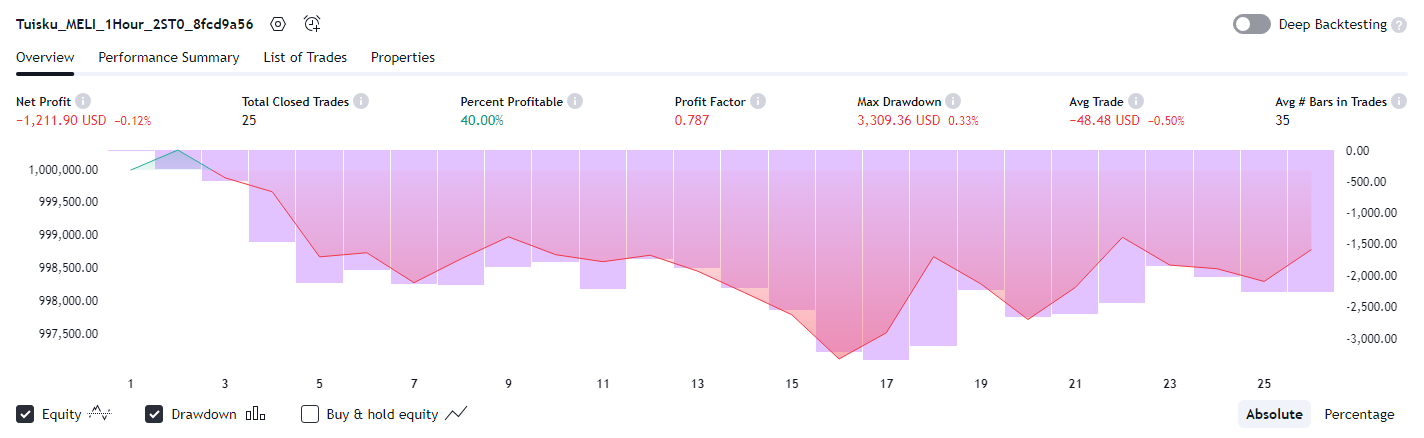 Tuisku_MELI_1Hour_2ST0_8fcd9a56 Deep Backtesting ?
Overview Performance Summary List of Trades Properties
Net Profit i Total Closed Trades i Percent Profitable i Profit Factor i Max Drawdown i Avg Trade i Avg # Bars in Trades i
−1,211.90 USD −0.12% 25 40.00% 0.787 3,309.36 USD 0.33% −48.48 USD −0.50% 35
0.00
1,000,000.00
-500.00
999,500.00
-1,000.00
999,000.00
-1,500.00
998,500.00
-2,000.00
998,000.00
-2,500.00
997,500.00
-3,000.00
1 3 5 7 9 11 13 15 17 19 21 23 25
Equity Drawdown Buy & hold equity Absolute Percentage